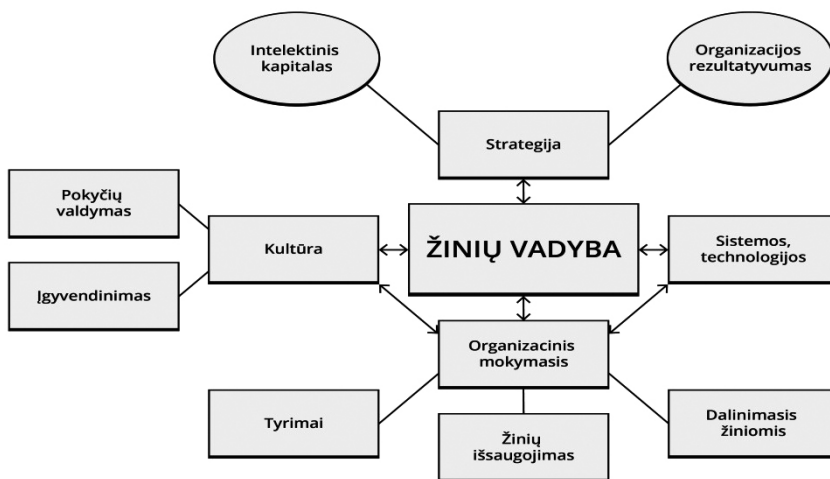 Intelektinis
kapitalas
Organizacijos
rezultatyvumas
Strategija
Pokyčių
valdymas
Kultūra
ŽINIŲ VADYBA
Sistemos,
technologijos
Įgyvendinimas
Organizacinis
mokymasis
Tyrimai
Žinių
išsaugojimas
Dalinimasis
žiniomis